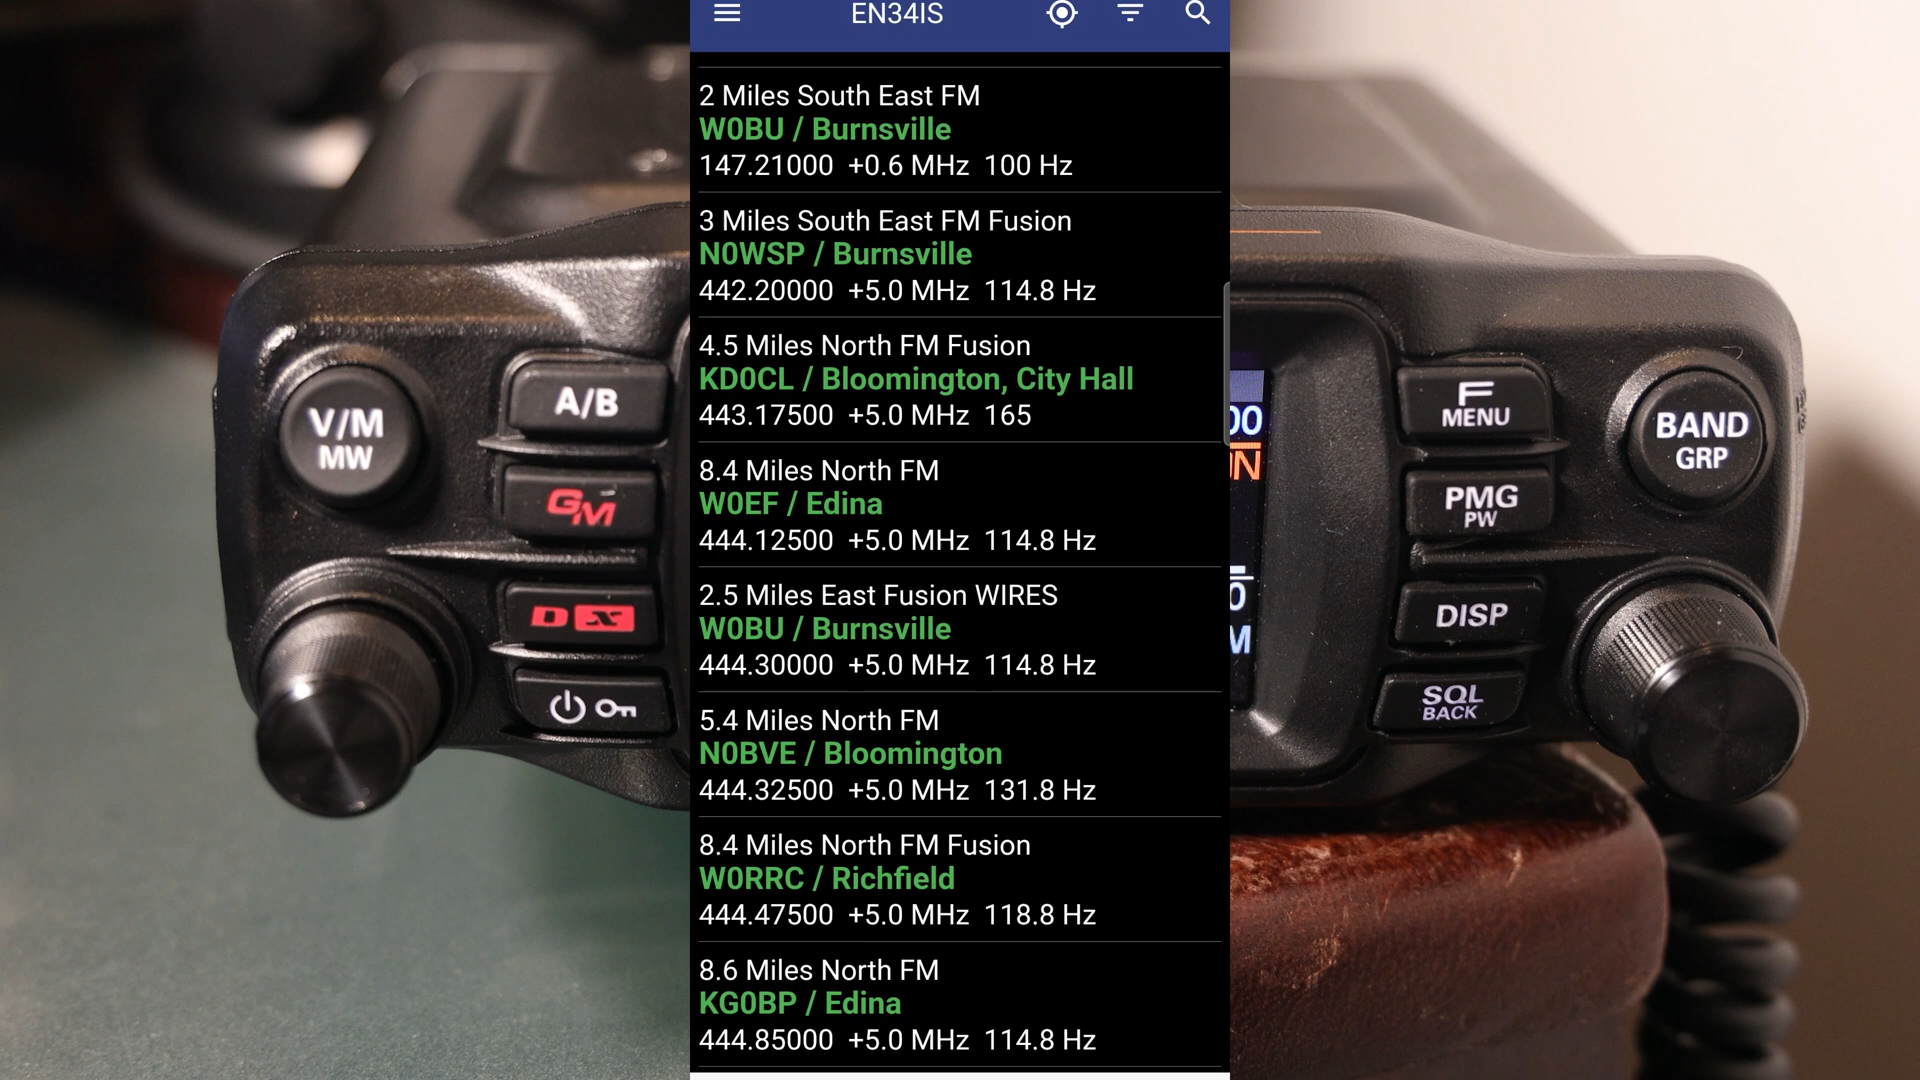 EN34IS
2 Miles South East FM
W0BU / Burnsville
147.21000 +0.6 MHz 100 Hz
3 Miles South East FM Fusion
N0WSP / Burnsville
442.20000 +5.0 MHz 114.8 Hz
4.5 Miles North FM Fusion
KD0CL / Bloomington, City Hall
443.17500 +5.0 MHz 165
8.4 Miles North FM
W0EF / Edina
444.12500 +5.0 MHz 114.8 Hz
2.5 Miles East Fusion WIRES
W0BU / Burnsville
444.30000 +5.0 MHz 114.8 Hz
5.4 Miles North FM
N0BVE / Bloomington
444.32500 +5.0 MHz 131.8 Hz
8.4 Miles North FM Fusion
W0RRC / Richfield
444.47500 +5.0 MHz 118.8 Hz
8.6 Miles North FM
KG0BP / Edina
444.85000 +5.0 MHz 114.8 Hz
V/M
MW
A/B
GM
DX
F
MENU
PMG
PW
DISP
SQL
BACK
BAND
GRP